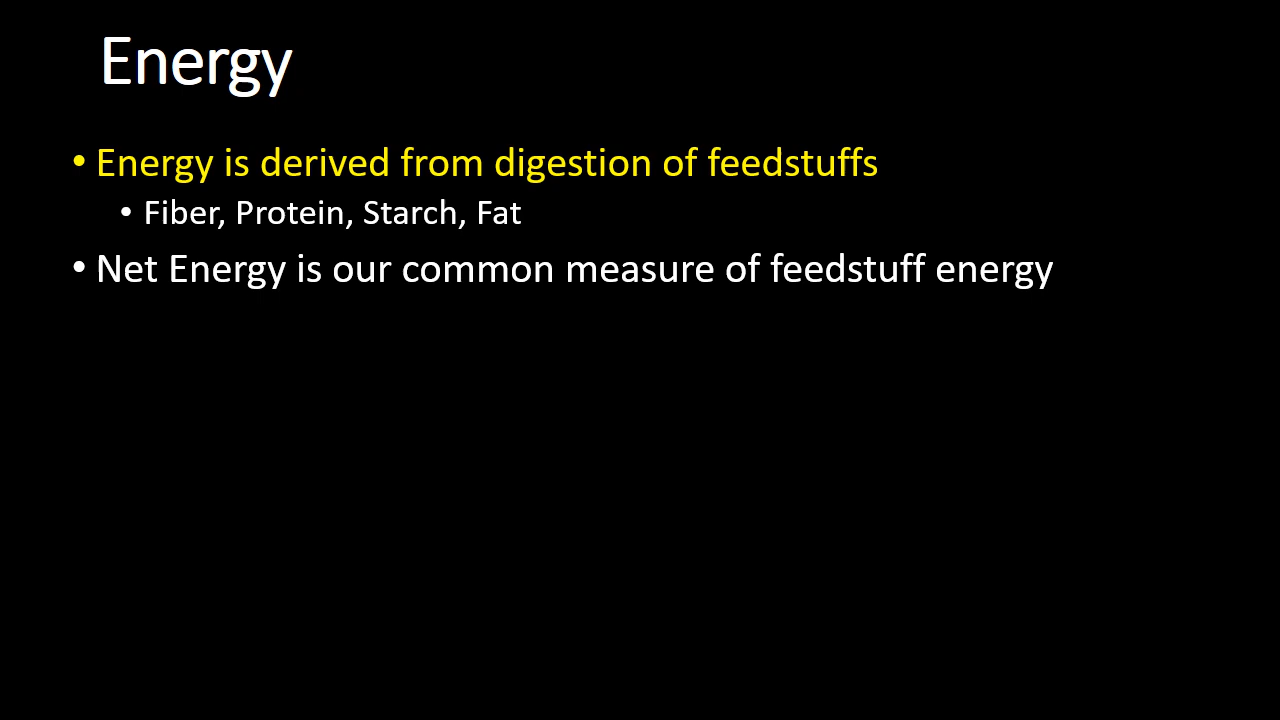 Energy
• Energy is derived from digestion of feedstuffs
• Fiber, Protein, Starch, Fat
• Net Energy is our common measure of feedstuff energy